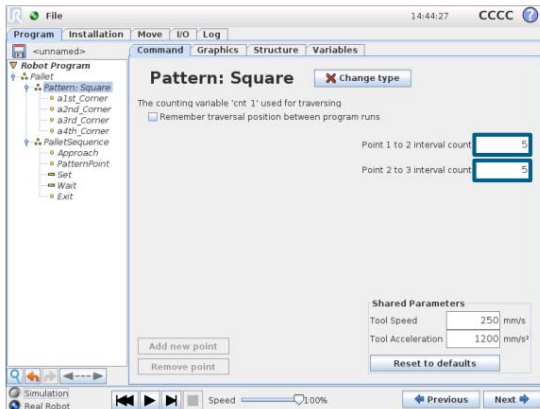 File 14:44:27 CCCC ?
Program Installation Move I/O Log
<unnamed> Command Graphics Structure Variables
Robot Program
Pallet
Pattern: Square
a1st_Corner
a2nd_Corner
a3rd_Corner
a4th_Corner
PalletSequence
Approach
PatternPoint
Set
Wait
Exit
Pattern: Square Change type
The counting variable 'cnt_1' used for traversing
Remember traversal position between program runs
Point 1 to 2 interval count 5
Point 2 to 3 interval count 5
Shared Parameters
Tool Speed 250 mm/s
Tool Acceleration 1200 mm/s²
Reset to defaults
Add new point
Remove point
Simulation
Real Robot
Speed 100% Previous Next